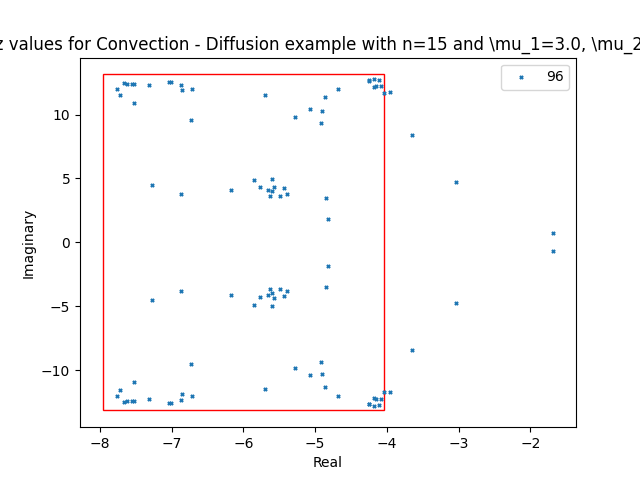 z values for Convection - Diffusion example with n=15 and \mu_1=3.0, \mu_2
96
10
5
0
−5
−10
Imaginary
−8 −7 −6 −5 −4 −3 −2
Real